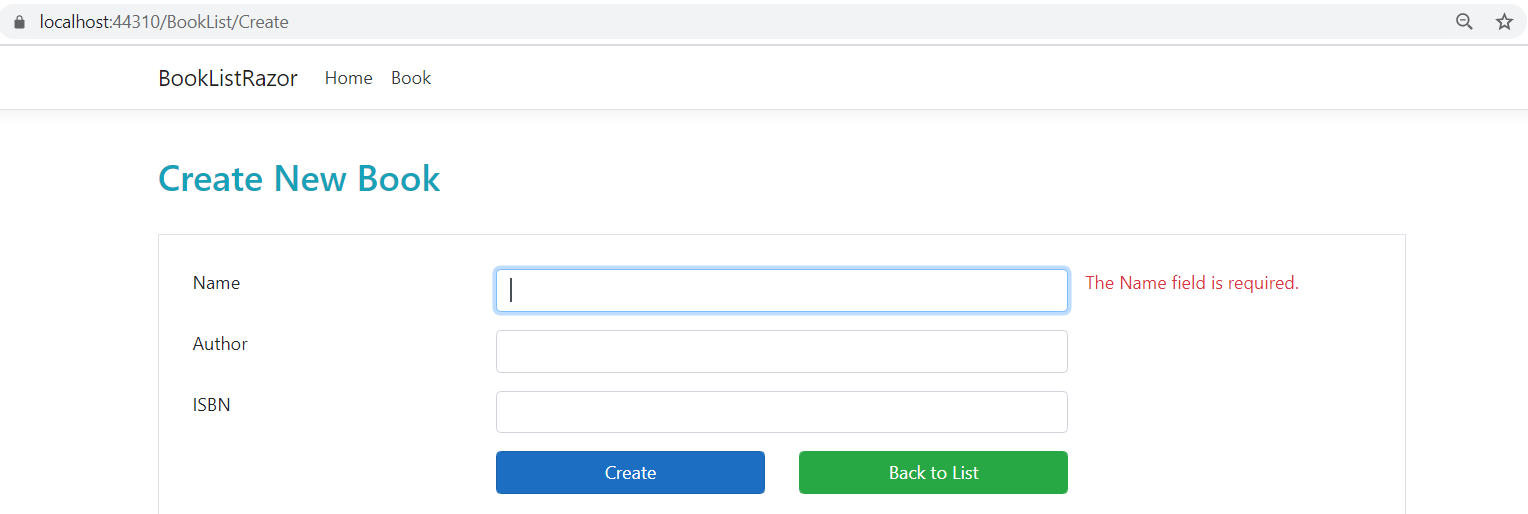 localhost:44310/BookList/Create
BookListRazor Home Book
Create New Book
Name The Name field is required.
Author
ISBN
Create Back to List